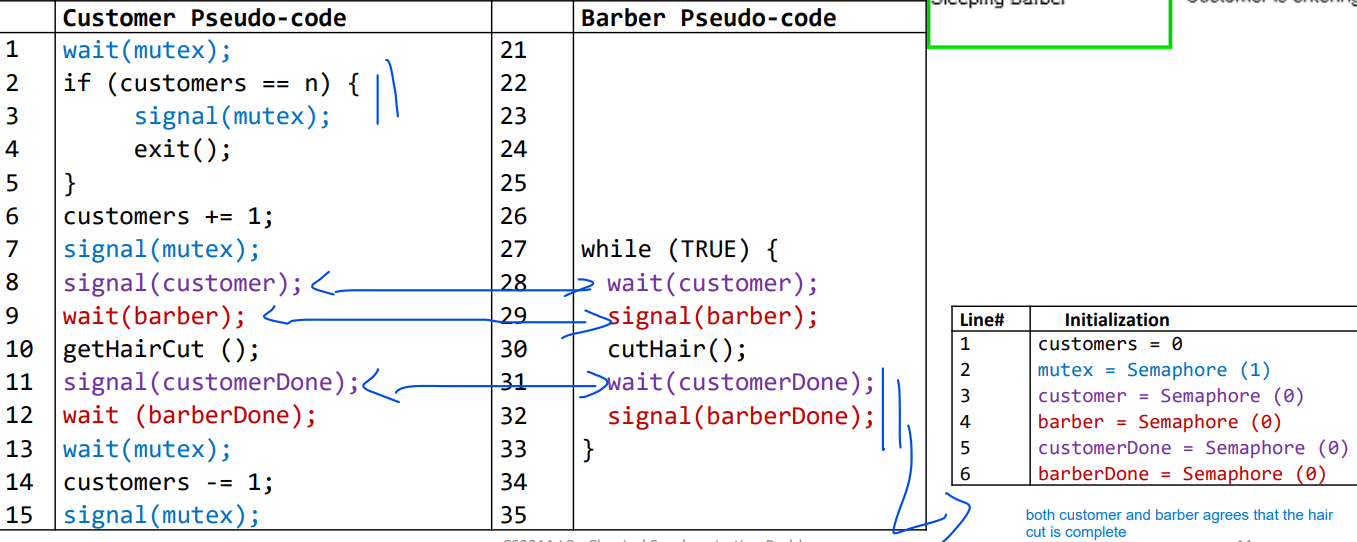 Customer Pseudo-code Barber Pseudo-code
Sleeping Barber Customer is entering
1 wait(mutex); 21
2 if (customers == n) { 22
3 signal(mutex); 23
4 exit(); 24
5 } 25
6 customers += 1; 26
7 signal(mutex); 27 while (TRUE) {
8 signal(customer); 28 wait(customer);
9 wait(barber); 29 signal(barber);
10 getHairCut (); 30 cutHair();
11 signal(customerDone); 31 wait(customerDone);
12 wait (barberDone); 32 signal(barberDone);
13 wait(mutex); 33 }
14 customers -= 1; 34
15 signal(mutex); 35
Line# Initialization
1 customers = 0
2 mutex = Semaphore (1)
3 customer = Semaphore (0)
4 barber = Semaphore (0)
5 customerDone = Semaphore (0)
6 barberDone = Semaphore (0)
both customer and barber agrees that the hair
cut is complete